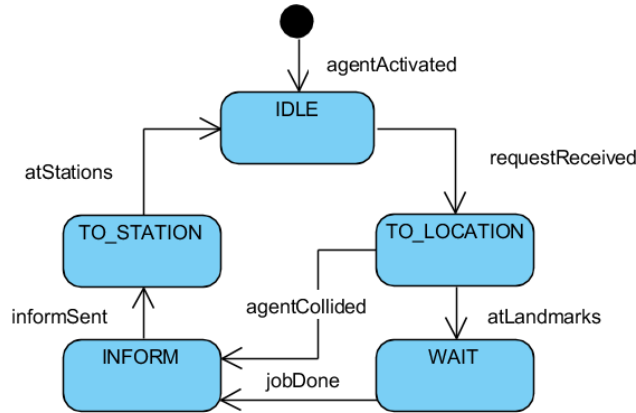 agentActivated
IDLE
requestReceived
atStations
TO_STATION
TO_LOCATION
agentCollided
informSent
atLandmarks
INFORM
WAIT
jobDone